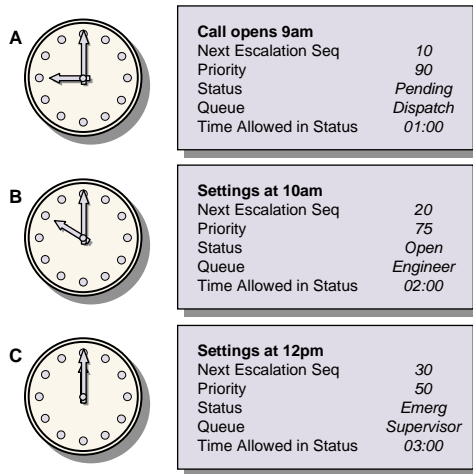 A
Call opens 9am
Next Escalation Seq 10
Priority 90
Status Pending
Queue Dispatch
Time Allowed in Status 01:00
B
Settings at 10am
Next Escalation Seq 20
Priority 75
Status Open
Queue Engineer
Time Allowed in Status 02:00
C
Settings at 12pm
Next Escalation Seq 30
Priority 50
Status Emerg
Queue Supervisor
Time Allowed in Status 03:00